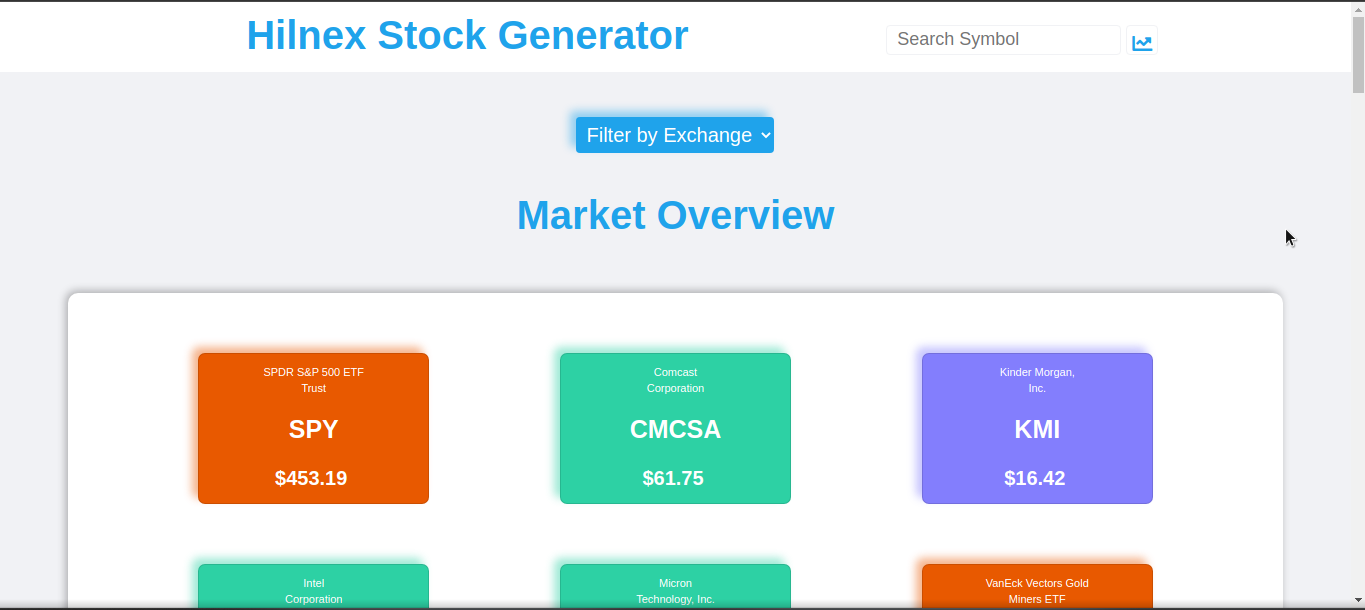 Hilnex Stock Generator
Search Symbol
Filter by Exchange
Market Overview
SPDR S&P 500 ETF
Trust
SPY
$453.19
Comcast
Corporation
CMCSA
$61.75
Kinder Morgan,
Inc.
KMI
$16.42
Intel
Corporation
Micron
Technology, Inc.
VanEck Vectors Gold
Miners ETF